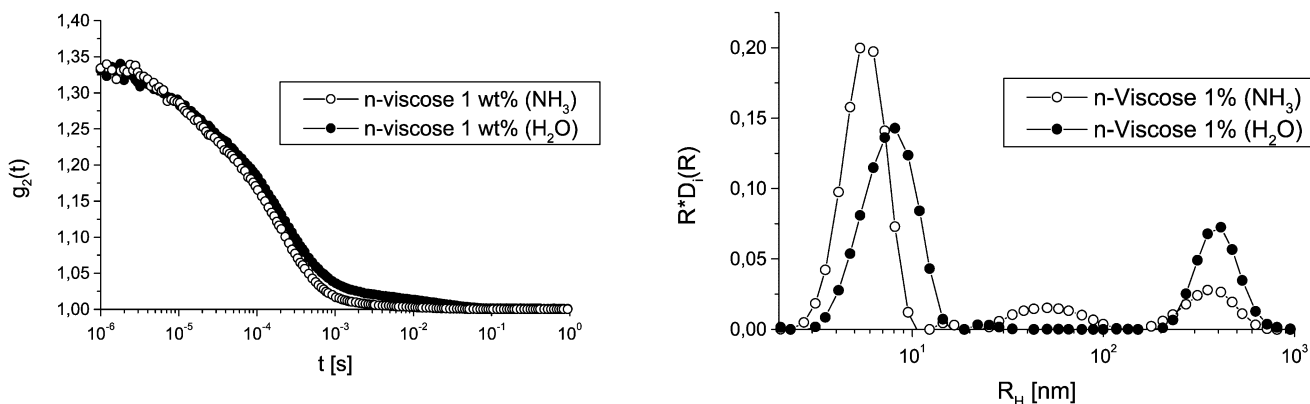 1,40
1,35
1,30
1,25
1,20
1,15
1,10
1,05
1,00
g₂(t)
n-viscose 1 wt% (NH₃)
n-viscose 1 wt% (H₂O)
10⁻⁶ 10⁻⁵ 10⁻⁴ 10⁻³ 10⁻² 10⁻¹ 10⁰
t [s]
0,20
0,15
0,10
0,05
0,00
R*Dᵢ(R)
n-Viscose 1% (NH₃)
n-Viscose 1% (H₂O)
10¹ 10² 10³
R_H [nm]